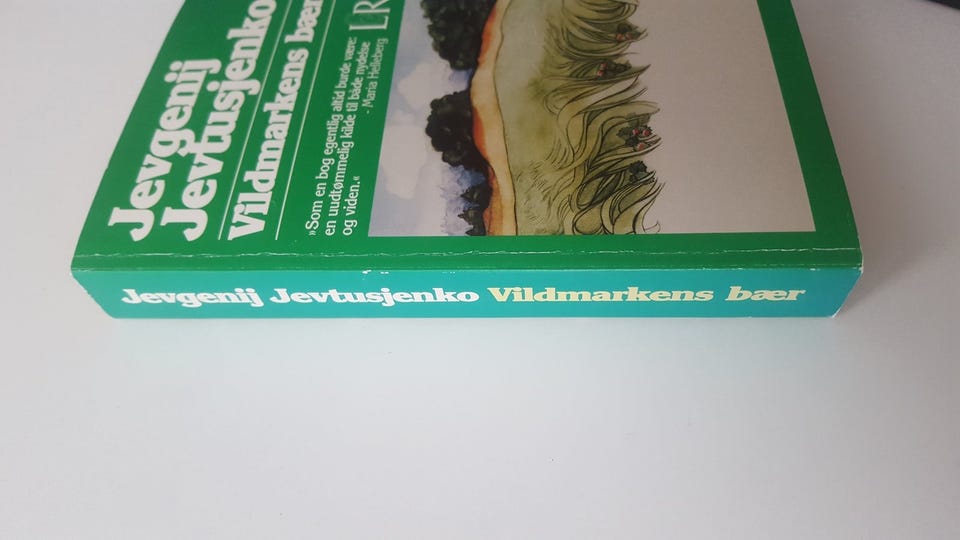 Jevgenij
Jevtusjenko
Vildmarkens bær
»Som en bog egentlig altid burde være:
en uudtømmelig kilde til både nydelse
og viden.«
- Maria Helleberg
LR
Jevgenij Jevtusjenko Vildmarkens bær